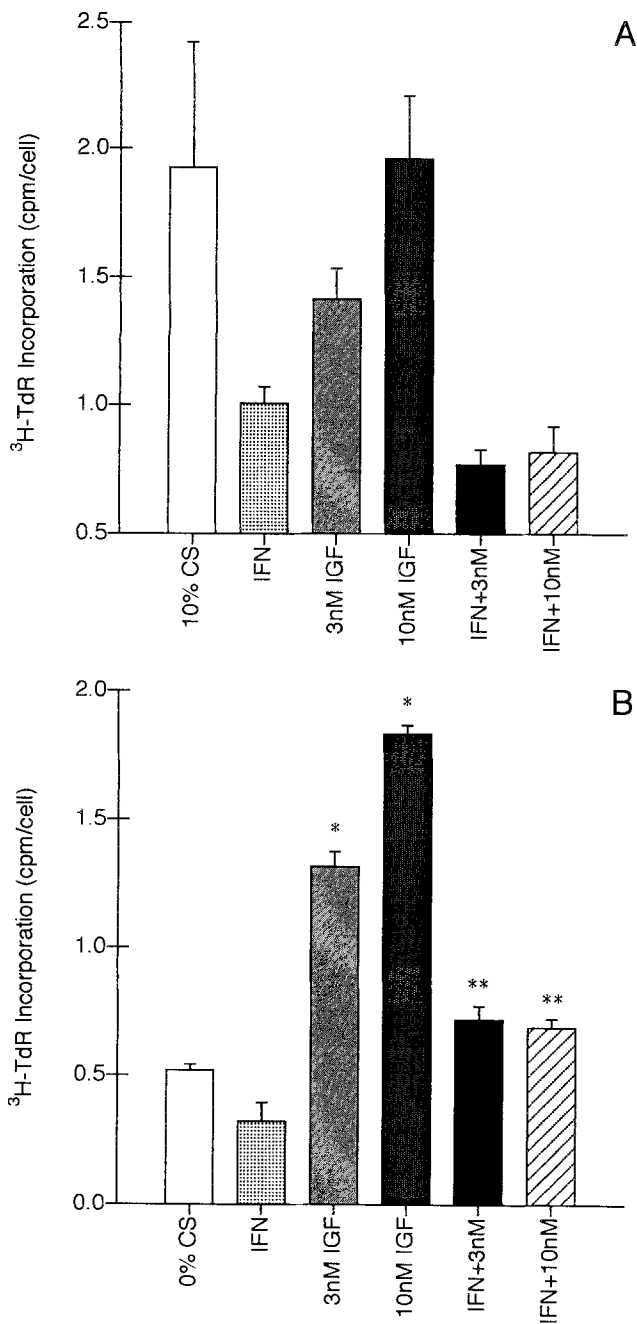 A
2.5
2.0
1.5
1.0
0.5
³H-TdR Incorporation (cpm/cell)
10% CS
IFN
3nM IGF
10nM IGF
IFN+3nM
IFN+10nM
B
2.0
1.5
1.0
0.5
0.0
³H-TdR Incorporation (cpm/cell)
*
*
**
**
0% CS
IFN
3nM IGF
10nM IGF
IFN+3nM
IFN+10nM